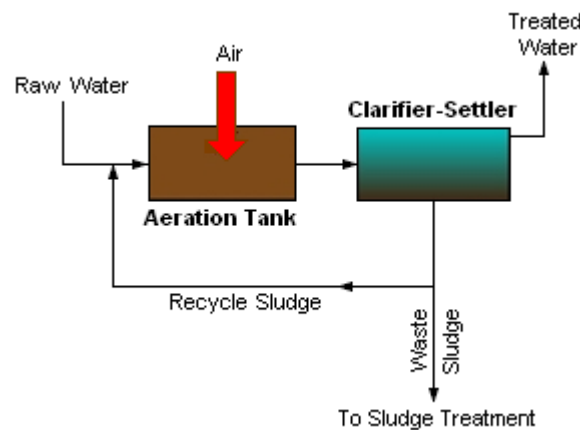 Treated
Water
Air
Raw Water
Clarifier-Settler
Aeration Tank
Recycle Sludge
Waste
Sludge
To Sludge Treatment